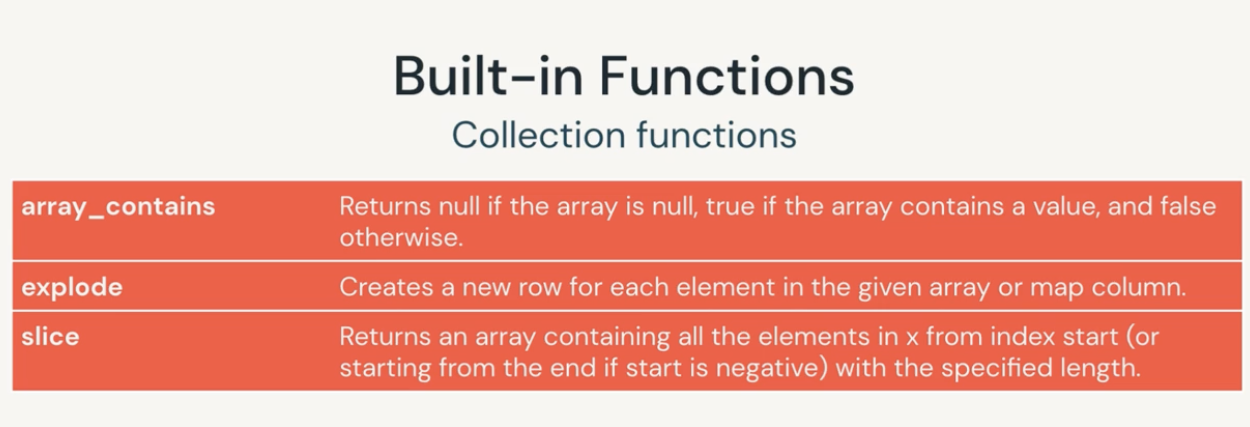 Built-in Functions
Collection functions
array_contains
Returns null if the array is null, true if the array contains a value, and false
otherwise.
explode
Creates a new row for each element in the given array or map column.
slice
Returns an array containing all the elements in x from index start (or
starting from the end if start is negative) with the specified length.